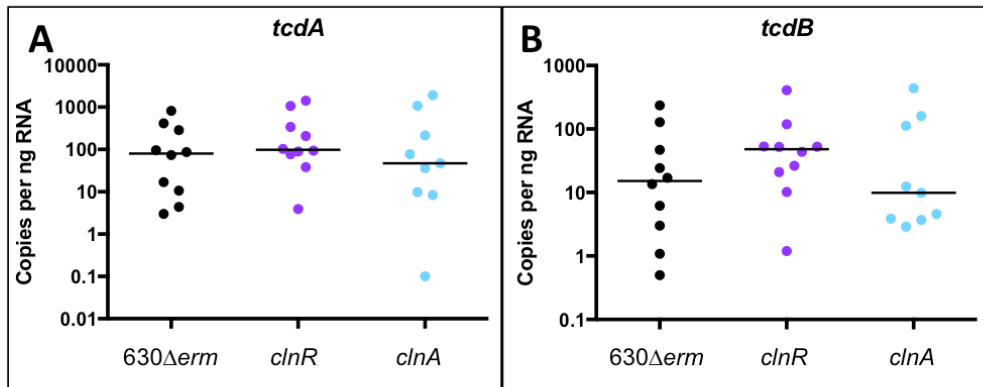 A
tcdA
Copies per ng RNA
10000
1000
100
10
1
0.1
0.01
630Δerm
clnR
clnA
B
tcdB
Copies per ng RNA
1000
100
10
1
0.1
630Δerm
clnR
clnA